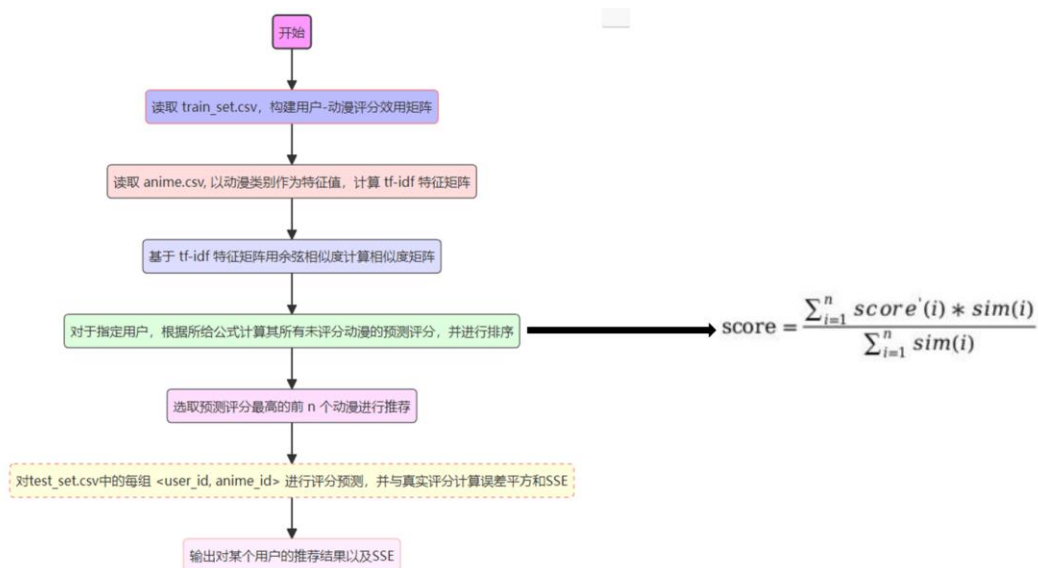 开始
读取 train_set.csv，构建用户-动漫评分效用矩阵
读取 anime.csv, 以动漫类别作为特征值，计算 tf-idf 特征矩阵
基于 tf-idf 特征矩阵用余弦相似度计算相似度矩阵
对于指定用户，根据所给公式计算其所有未评分动漫的预测评分，并进行排序
score = \frac{\sum_{i=1}^{n} score^{'}(i) * sim(i)}{\sum_{i=1}^{n} sim(i)}
选取预测评分最高的前 n 个动漫进行推荐
对test_set.csv中的每组 <user_id, anime_id> 进行评分预测，并与真实评分计算误差平方和SSE
输出对某个用户的推荐结果以及SSE